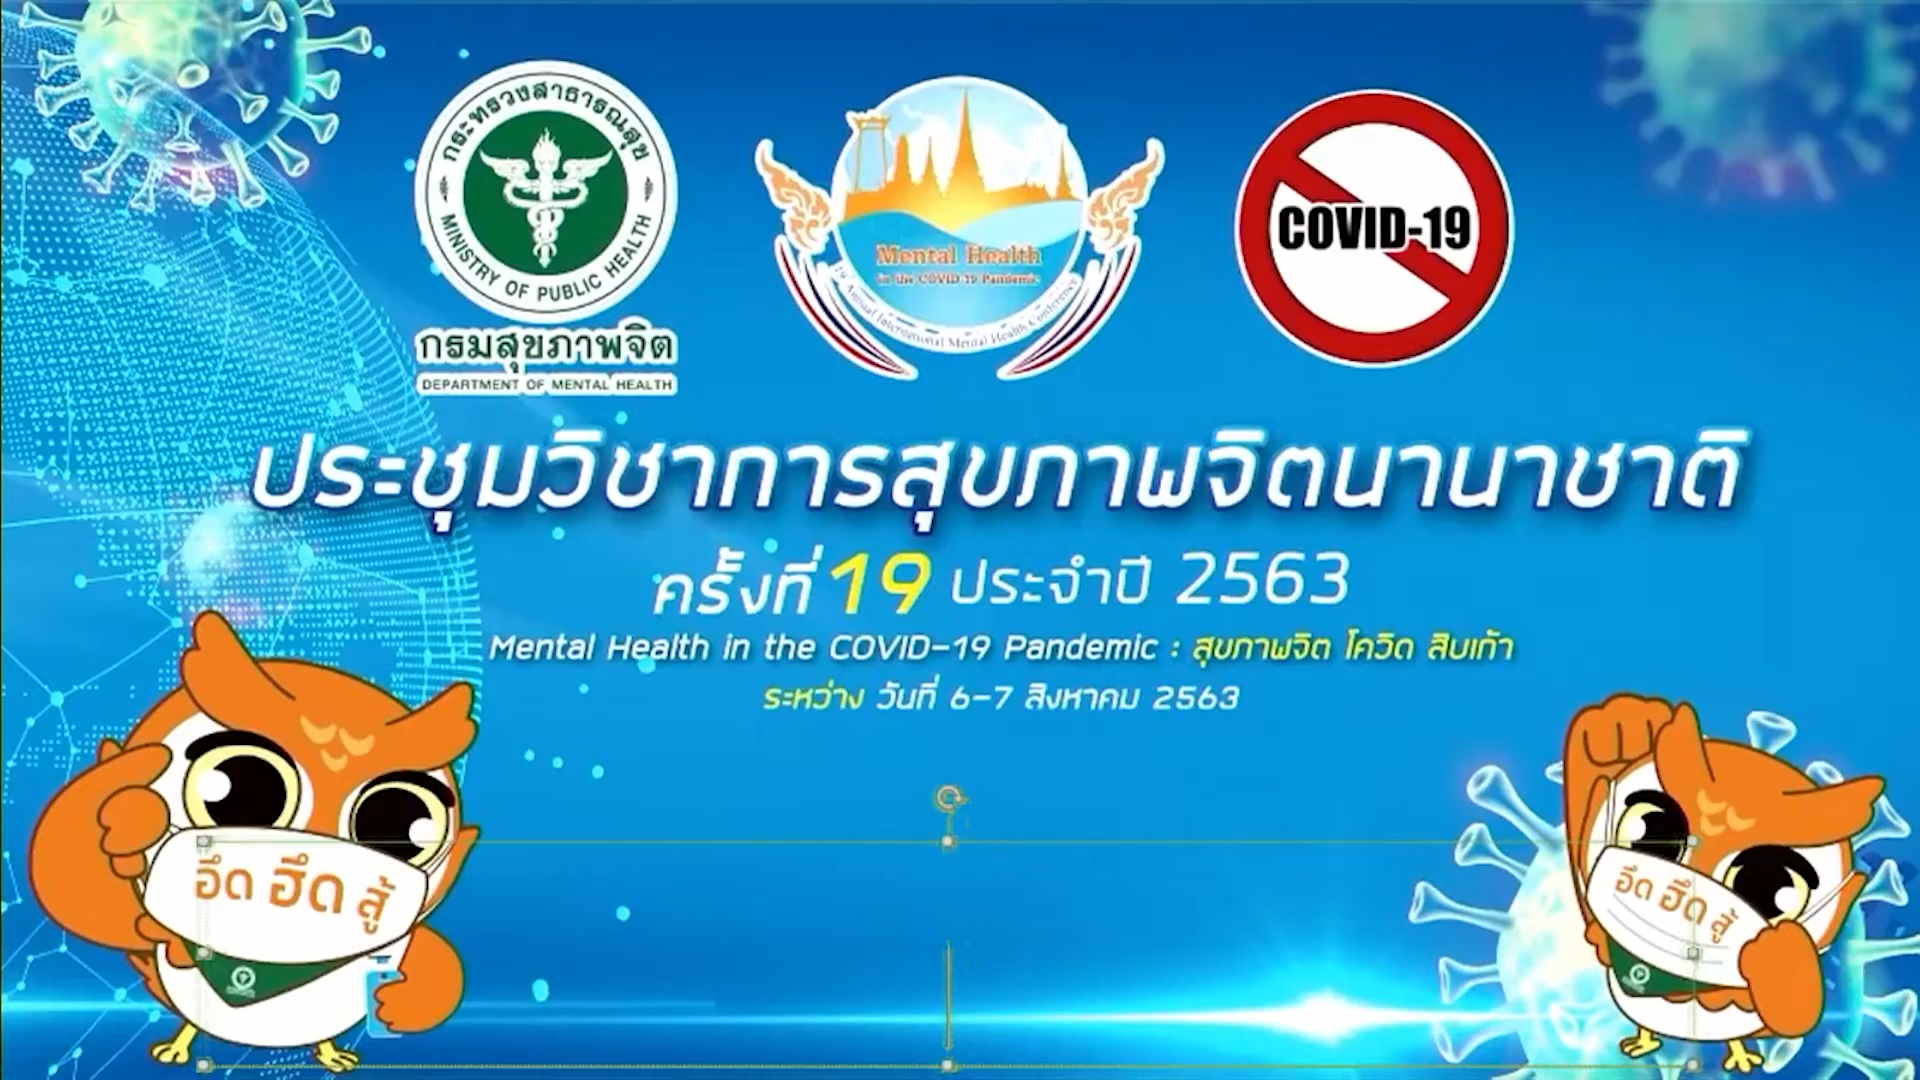 กระทรวงสาธารณสุข
MINISTRY OF PUBLIC HEALTH
กรมสุขภาพจิต
DEPARTMENT OF MENTAL HEALTH
Mental Health
in the COVID-19 Pandemic
19th Annual International Mental Health Conference
COVID-19
ประชุมวิชาการสุขภาพจิตนานาชาติ
ครั้งที่ 19 ประจำปี 2563
Mental Health in the COVID-19 Pandemic : สุขภาพจิต โควิด สิบเก้า
ระหว่าง วันที่ 6-7 สิงหาคม 2563
อึด ฮึด สู้
อึด ฮึด สู้